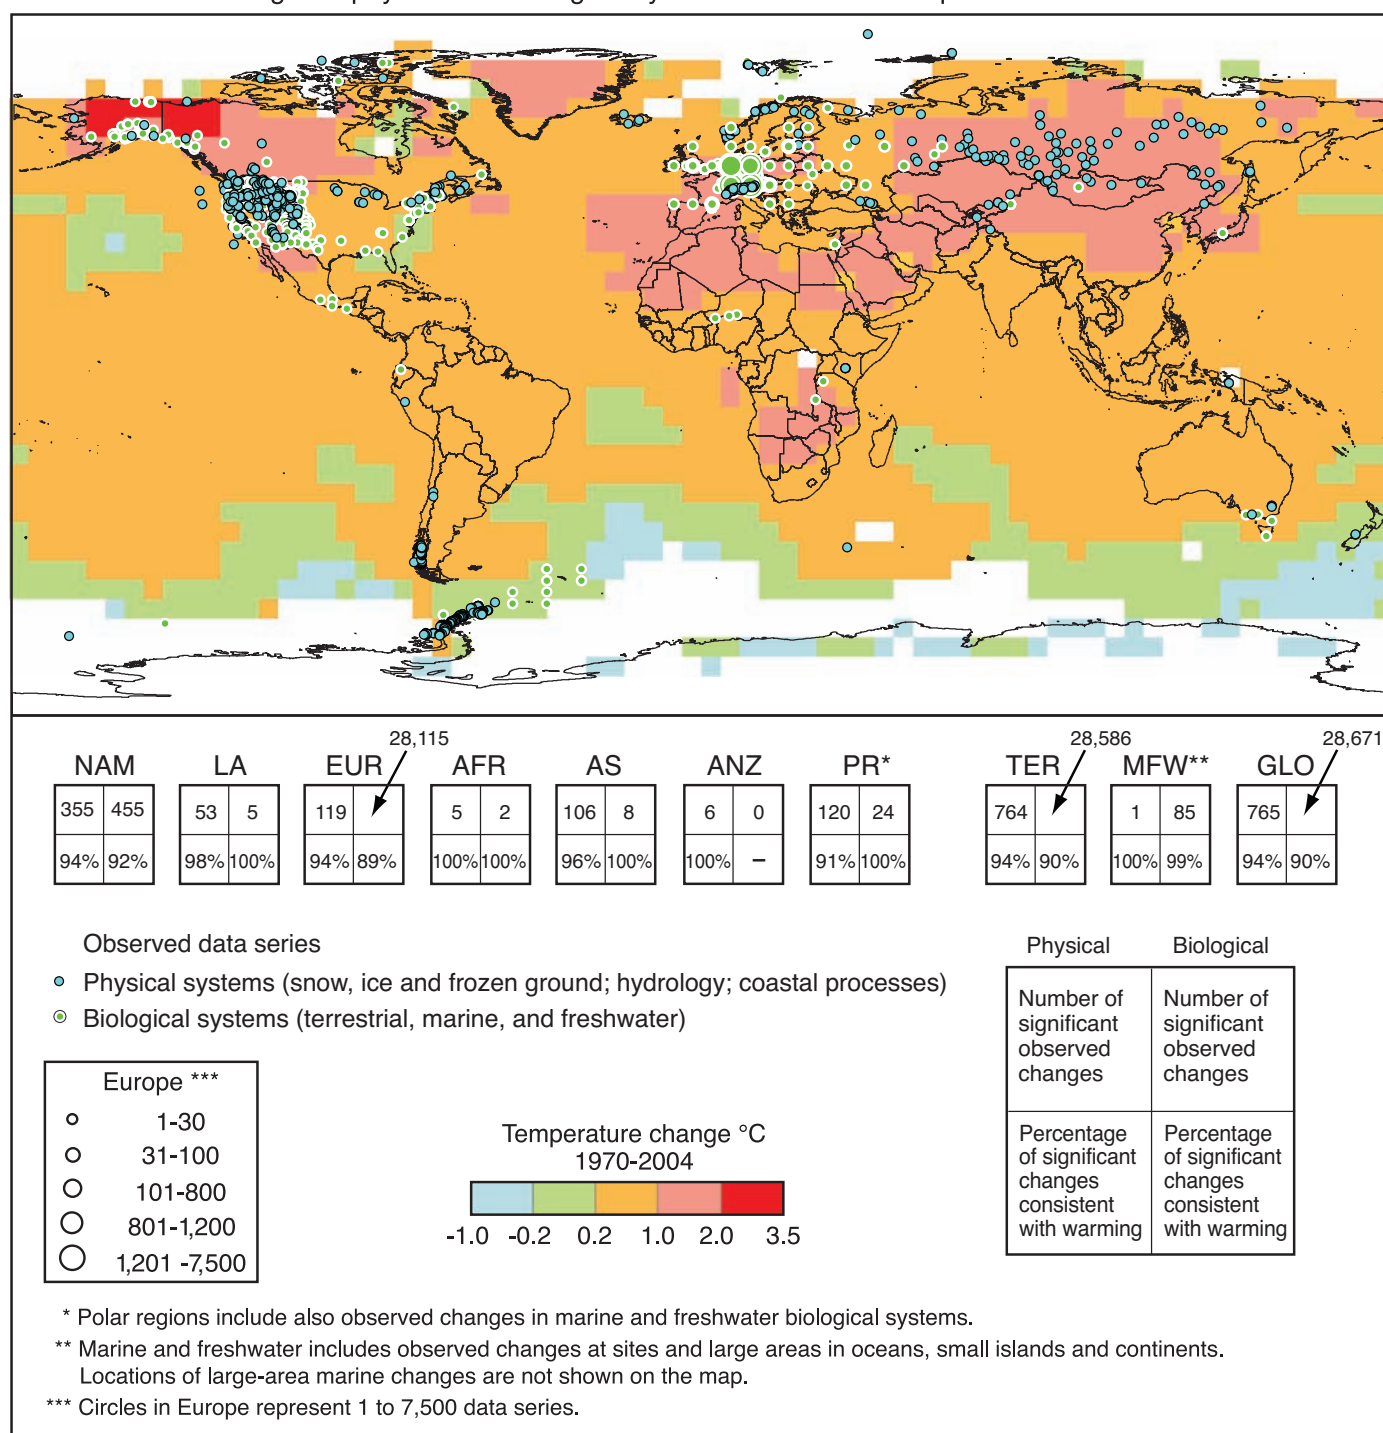 28,115
28,586
28,671
NAM LA EUR AFR AS ANZ PR* TER MFW** GLO
355 455 53 5 119 5 2 106 8 6 0 120 24 764 1 85 765
94% 92% 98% 100% 94% 89% 100% 100% 96% 100% 100% – 91% 100% 94% 90% 100% 99% 94% 90%
Observed data series
Physical systems (snow, ice and frozen ground; hydrology; coastal processes)
Biological systems (terrestrial, marine, and freshwater)
Europe ***
1-30
31-100
101-800
801-1,200
1,201 -7,500
Temperature change °C
1970-2004
-1.0 -0.2 0.2 1.0 2.0 3.5
Physical Biological
Number of
significant
observed
changes
Number of
significant
observed
changes
Percentage
of significant
changes
consistent
with warming
Percentage
of significant
changes
consistent
with warming
* Polar regions include also observed changes in marine and freshwater biological systems.
** Marine and freshwater includes observed changes at sites and large areas in oceans, small islands and continents.
Locations of large-area marine changes are not shown on the map.
*** Circles in Europe represent 1 to 7,500 data series.